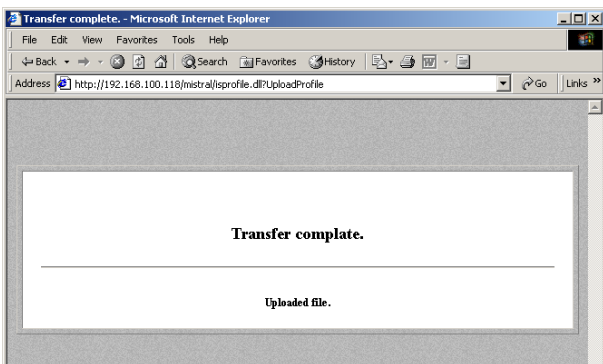 Transfer complete. - Microsoft Internet Explorer
File Edit View Favorites Tools Help
Back Search Favorites History
Address http://192.168.100.118/mistral/isprofile.dll?UploadProfile Go Links »
Transfer complate.
Uploaded file.